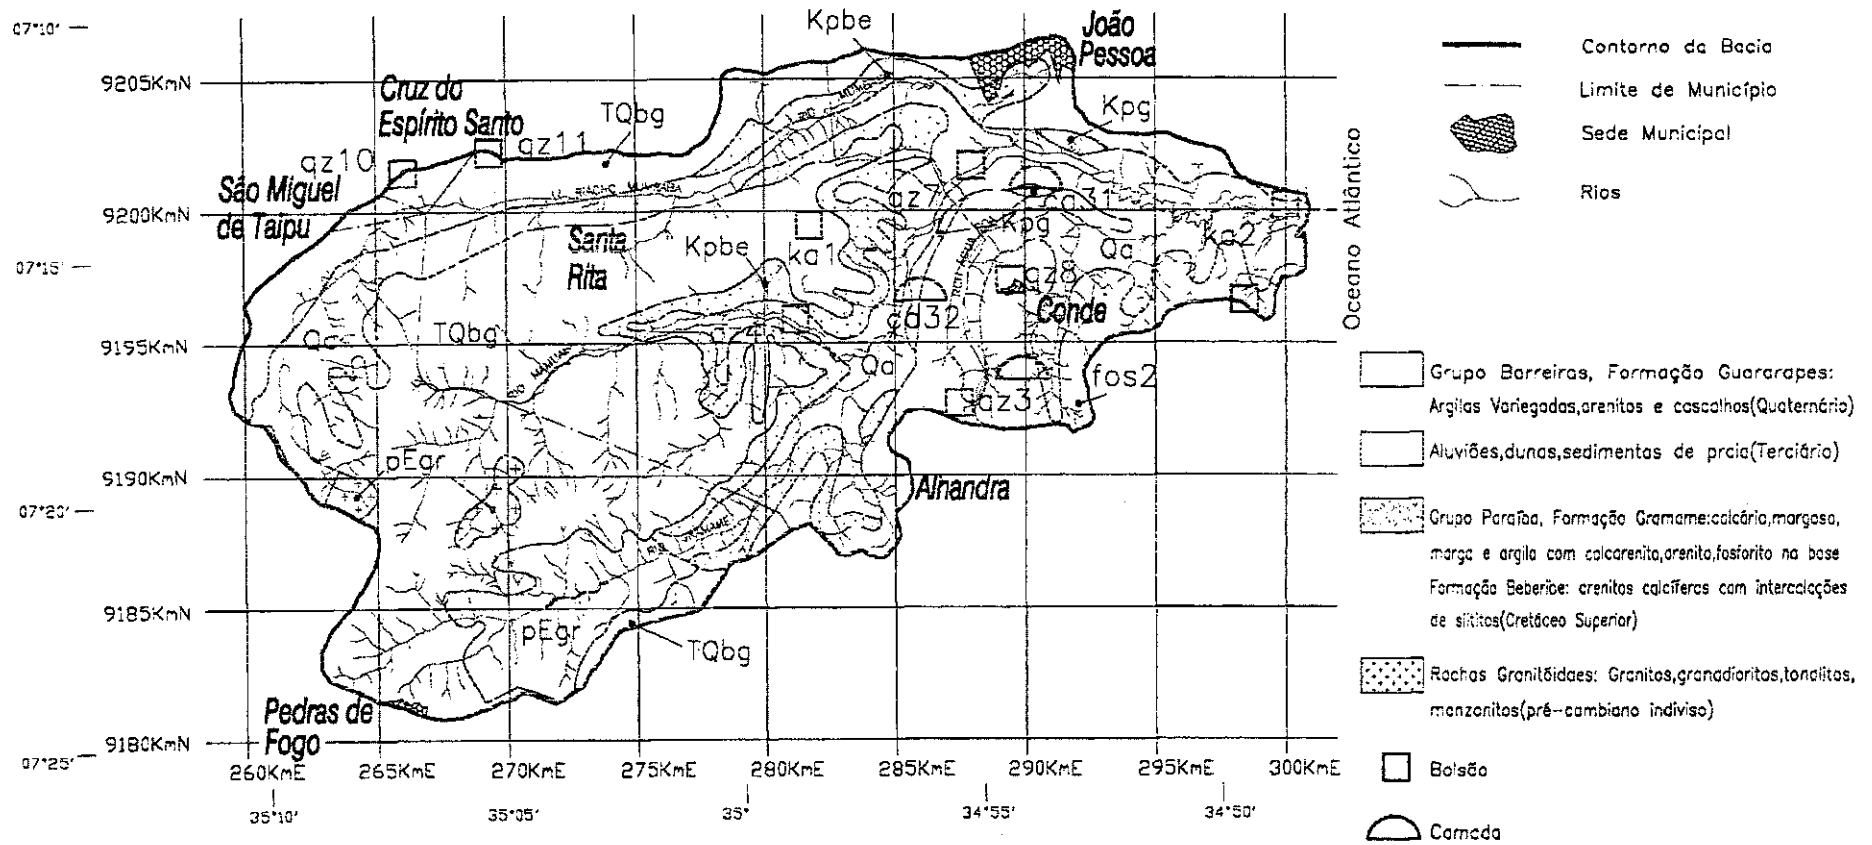 07°10'
Kpbe
João
Pessoa
9205KmN
Cruz do
Espírito Santo
TQbg
Kpg
qz10
qz11
São Miguel
de Taipu
9200KmN
Santa
Rita
Kpbe
ka1
qz7
Kpg
Qa
ka2
Oceano Atlântico
07°15'
qz8
Conde
cd32
TQbg
RIO
9195KmN
Qa
Qa
fos2
qz3
pEgr
9190KmN
Alhandra
07°20'
RIO
9185KmN
pEgr
TQbg
Pedras de
Fogo
9180KmN
07°25'
260KmE 265KmE 270KmE 275KmE 280KmE 285KmE 290KmE 295KmE 300KmE
35°10' 35°05' 35° 34°55' 34°50'
Contorno da Bacia
Limite de Município
Sede Municipal
Rios
Grupo Barreiras, Formação Guararapes:
Argilas Variegadas,arenitos e cascalhos(Quaternário)
Aluviões,dunas,sedimentos de praia(Terciário)
Grupo Paraíba, Formação Gramame:calcário,margosa,
marga e argila com calcarenito,arenito,fosforito na base
Formação Beberibe: arenitos calcíferos com intercalações
de siltitos(Cretáceo Superior)
Rochas Granitóides: Granitos,granodioritos,tonalitos,
monzonitos(pré-cambiano indiviso)
Bolsão
Camada